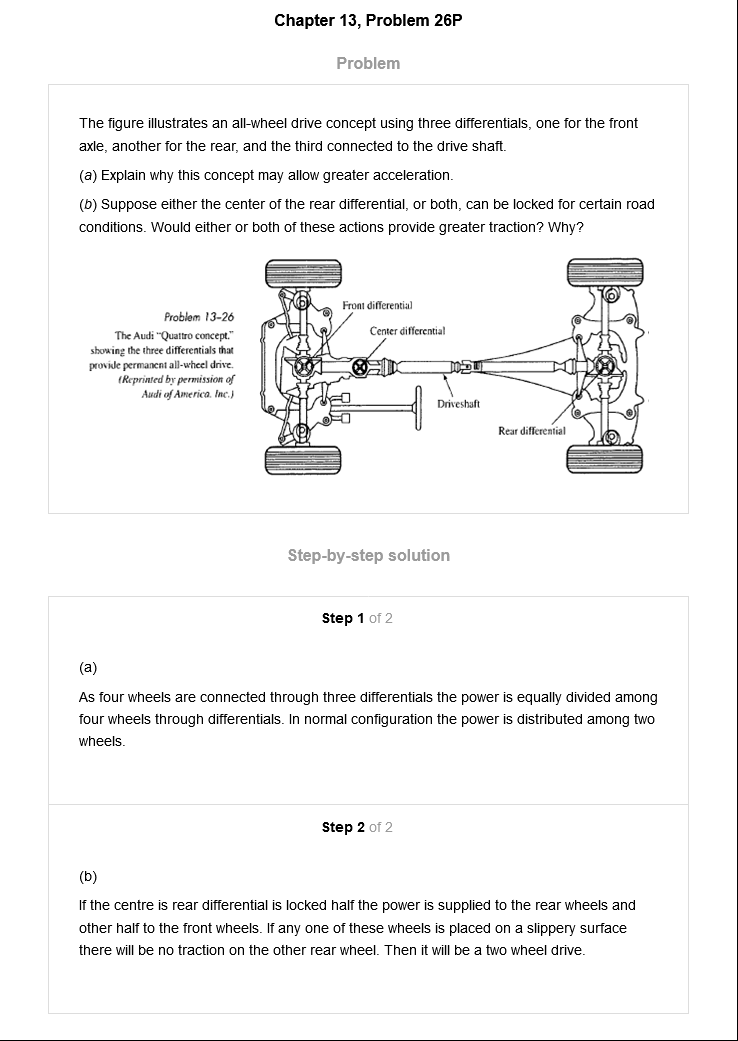 Chapter 13, Problem 26P
Problem
The figure illustrates an all-wheel drive concept using three differentials, one for the front
axle, another for the rear, and the third connected to the drive shaft.
(a) Explain why this concept may allow greater acceleration.
(b) Suppose either the center of the rear differential, or both, can be locked for certain road
conditions. Would either or both of these actions provide greater traction? Why?
Problem 13-26
The Audi "Quattro concept,"
showing the three differentials that
provide permanent all-wheel drive.
(Reprinted by permission of
Audi of America, Inc.)
Front differential
Center differential
Driveshaft
Rear differential
Step-by-step solution
Step 1 of 2
(a)
As four wheels are connected through three differentials the power is equally divided among
four wheels through differentials. In normal configuration the power is distributed among two
wheels.
Step 2 of 2
(b)
If the centre is rear differential is locked half the power is supplied to the rear wheels and
other half to the front wheels. If any one of these wheels is placed on a slippery surface
there will be no traction on the other rear wheel. Then it will be a two wheel drive.